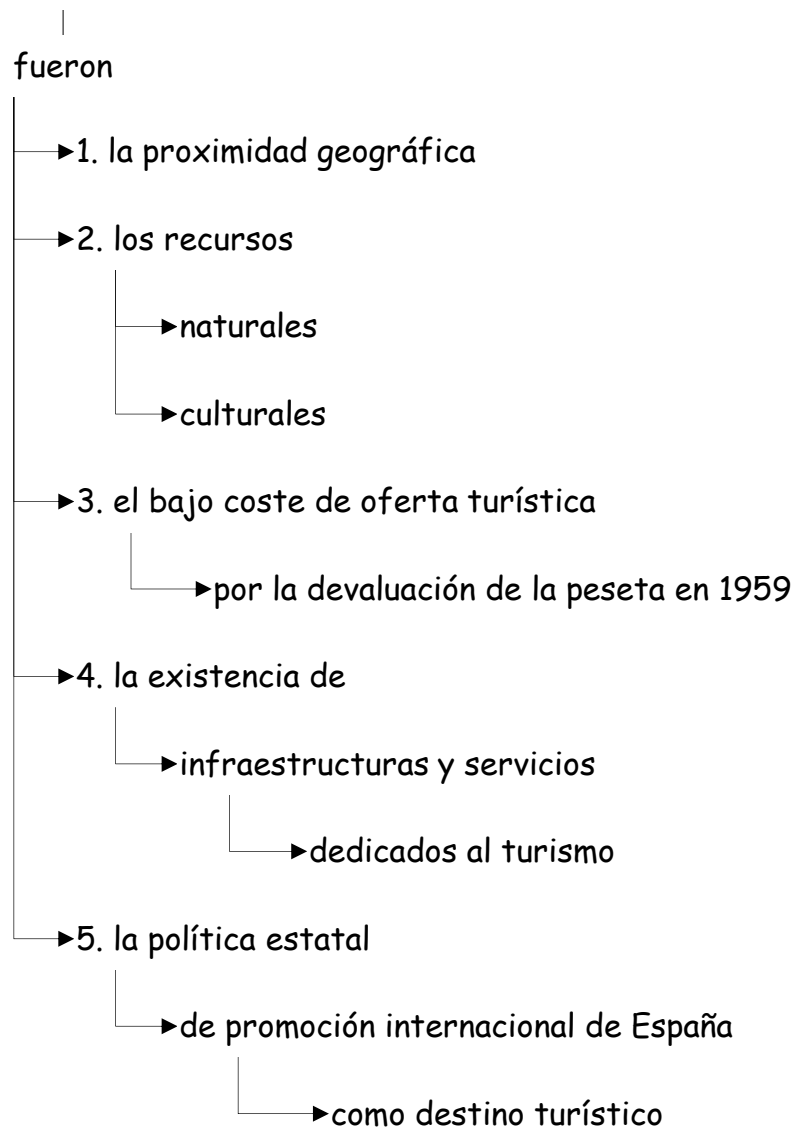 fueron
1. la proximidad geográfica
2. los recursos
naturales
culturales
3. el bajo coste de oferta turística
por la devaluación de la peseta en 1959
4. la existencia de
infraestructuras y servicios
dedicados al turismo
5. la política estatal
de promoción internacional de España
como destino turístico